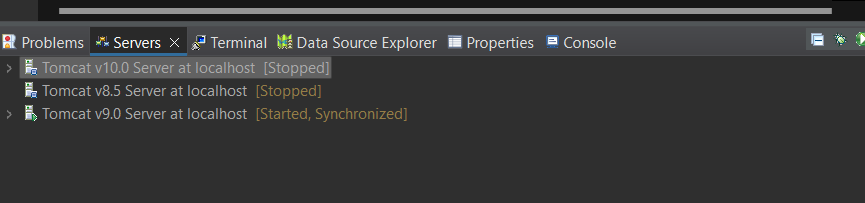 Problems Servers Terminal Data Source Explorer Properties Console
Tomcat v10.0 Server at localhost [Stopped]
Tomcat v8.5 Server at localhost [Stopped]
Tomcat v9.0 Server at localhost [Started, Synchronized]